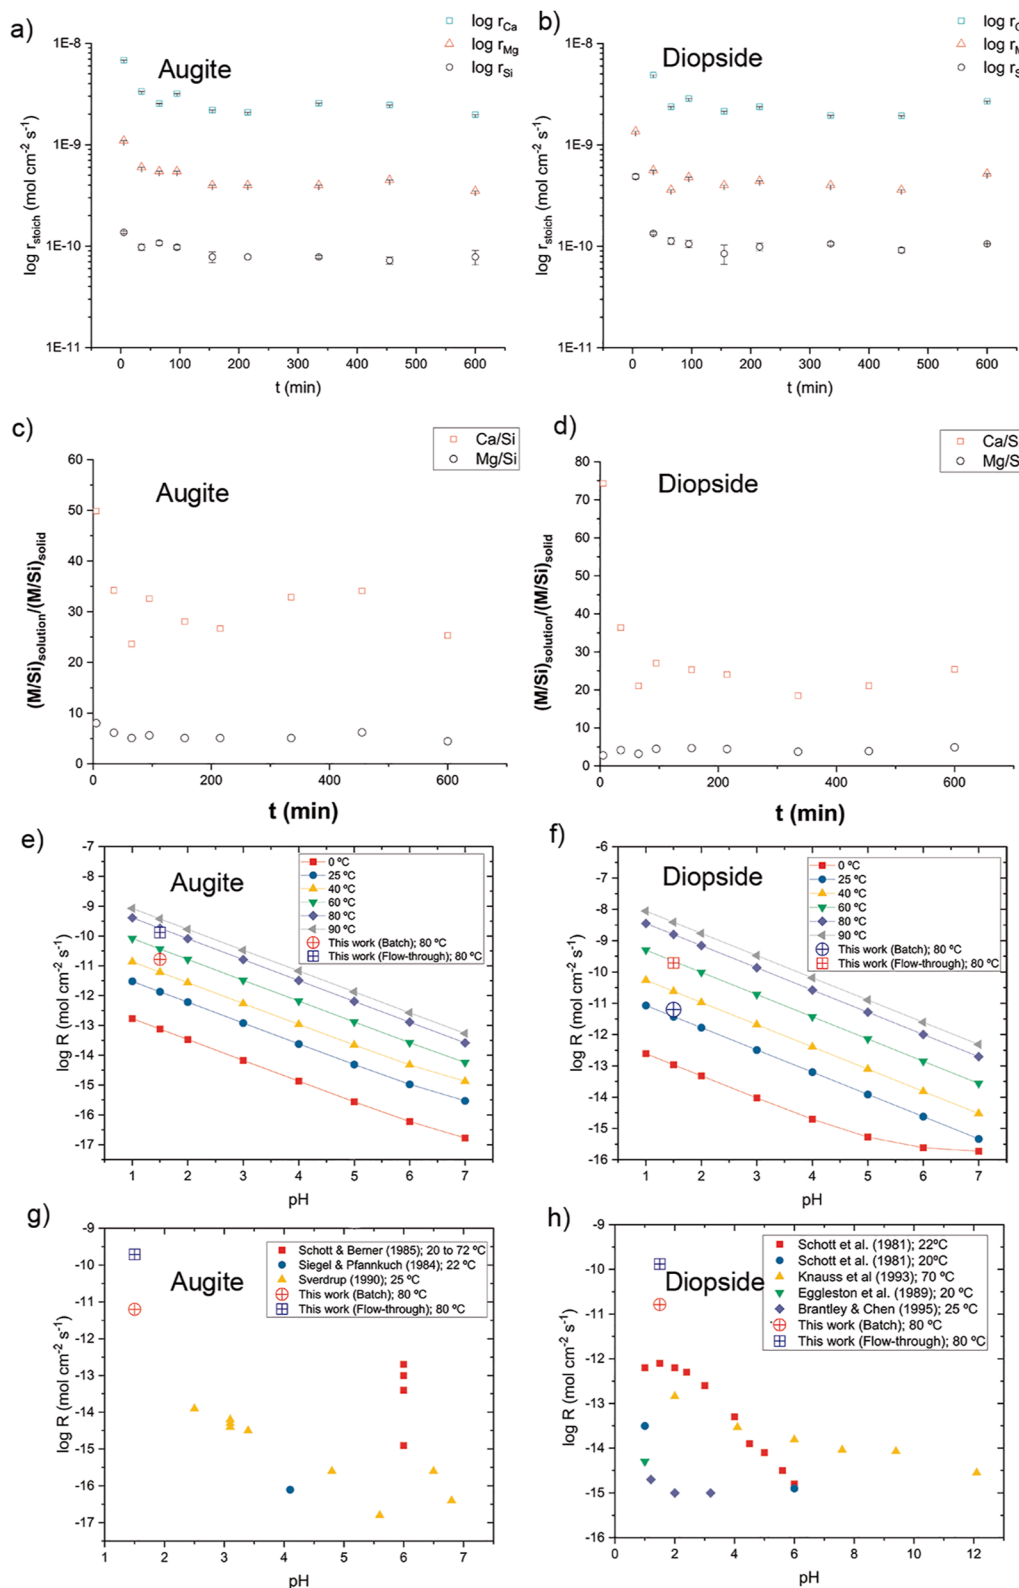 a)
log r_Ca
log r_Mg
log r_Si
Augite
1E-8
1E-9
1E-10
1E-11
log r_stoich (mol cm⁻² s⁻¹)
0 100 200 300 400 500 600
t (min)
b)
log r
log r
log r_S
Diopside
1E-8
1E-9
1E-10
1E-11
log r_stoich (mol cm⁻² s⁻¹)
0 100 200 300 400 500 600
t (min)
c)
Ca/Si
Mg/Si
Augite
60
50
40
30
20
10
0
(M/Si)_solution/(M/Si)_solid
0 200 400 600
t (min)
d)
Ca/S
Mg/S
Diopside
80
70
60
50
40
30
20
10
0
(M/Si)_solution/(M/Si)_solid
0 200 400 600
t (min)
e)
Augite
0 ºC
25 ºC
40 ºC
60 ºC
80 ºC
90 ºC
This work (Batch); 80 ºC
This work (Flow-through); 80 ºC
-7
-8
-9
-10
-11
-12
-13
-14
-15
-16
-17
log R (mol cm⁻² s⁻¹)
1 2 3 4 5 6 7
pH
f)
Diopside
0 ºC
25 ºC
40 ºC
60 ºC
80 ºC
90 ºC
This work (Batch); 80 ºC
This work (Flow-through); 80 ºC
-6
-7
-8
-9
-10
-11
-12
-13
-14
-15
-16
log R (mol cm⁻² s⁻¹)
1 2 3 4 5 6 7
pH
g)
Augite
Schott & Berner (1985); 20 to 72 ºC
Siegel & Pfannkuch (1984); 22 ºC
Sverdrup (1990); 25 ºC
This work (Batch); 80 ºC
This work (Flow-through); 80 ºC
-9
-10
-11
-12
-13
-14
-15
-16
-17
log R (mol cm⁻² s⁻¹)
1 2 3 4 5 6 7
pH
h)
Diopside
Schott et al. (1981); 22ºC
Schott et al. (1981); 20ºC
Knauss et al (1993); 70 ºC
Eggleston et al. (1989); 20 ºC
Brantley & Chen (1995); 25 ºC
This work (Batch); 80 ºC
This work (Flow-through); 80 ºC
-9
-10
-11
-12
-13
-14
-15
-16
log R (mol cm⁻² s⁻¹)
0 2 4 6 8 10 12
pH